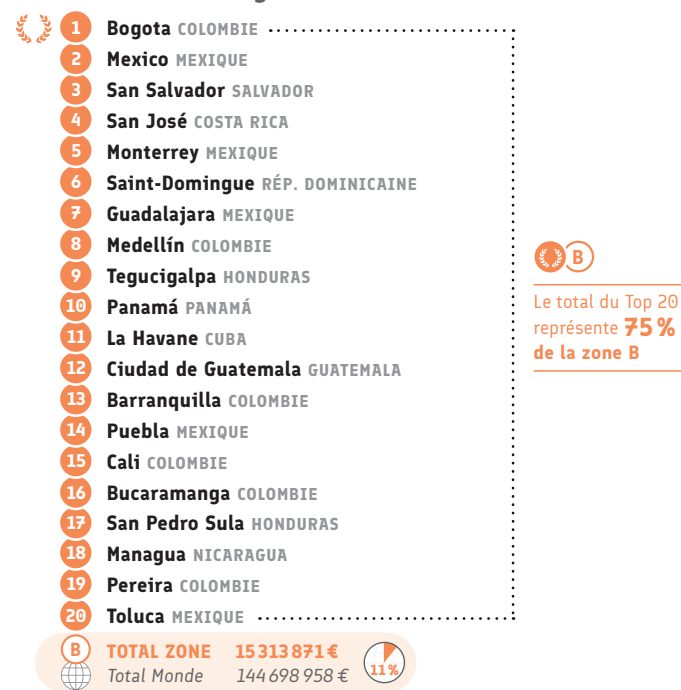 1 Bogota COLOMBIE
2 Mexico MEXIQUE
3 San Salvador SALVADOR
4 San José COSTA RICA
5 Monterrey MEXIQUE
6 Saint-Domingue RÉP. DOMINICAINE
7 Guadalajara MEXIQUE
8 Medellín COLOMBIE
9 Tegucigalpa HONDURAS
10 Panamá PANAMÁ
11 La Havane CUBA
12 Ciudad de Guatemala GUATEMALA
13 Barranquilla COLOMBIE
14 Puebla MEXIQUE
15 Cali COLOMBIE
16 Bucaramanga COLOMBIE
17 San Pedro Sula HONDURAS
18 Managua NICARAGUA
19 Pereira COLOMBIE
20 Toluca MEXIQUE
B
Le total du Top 20
représente 75 %
de la zone B
B TOTAL ZONE 15 313 871 €
Total Monde 144 698 958 €
11%